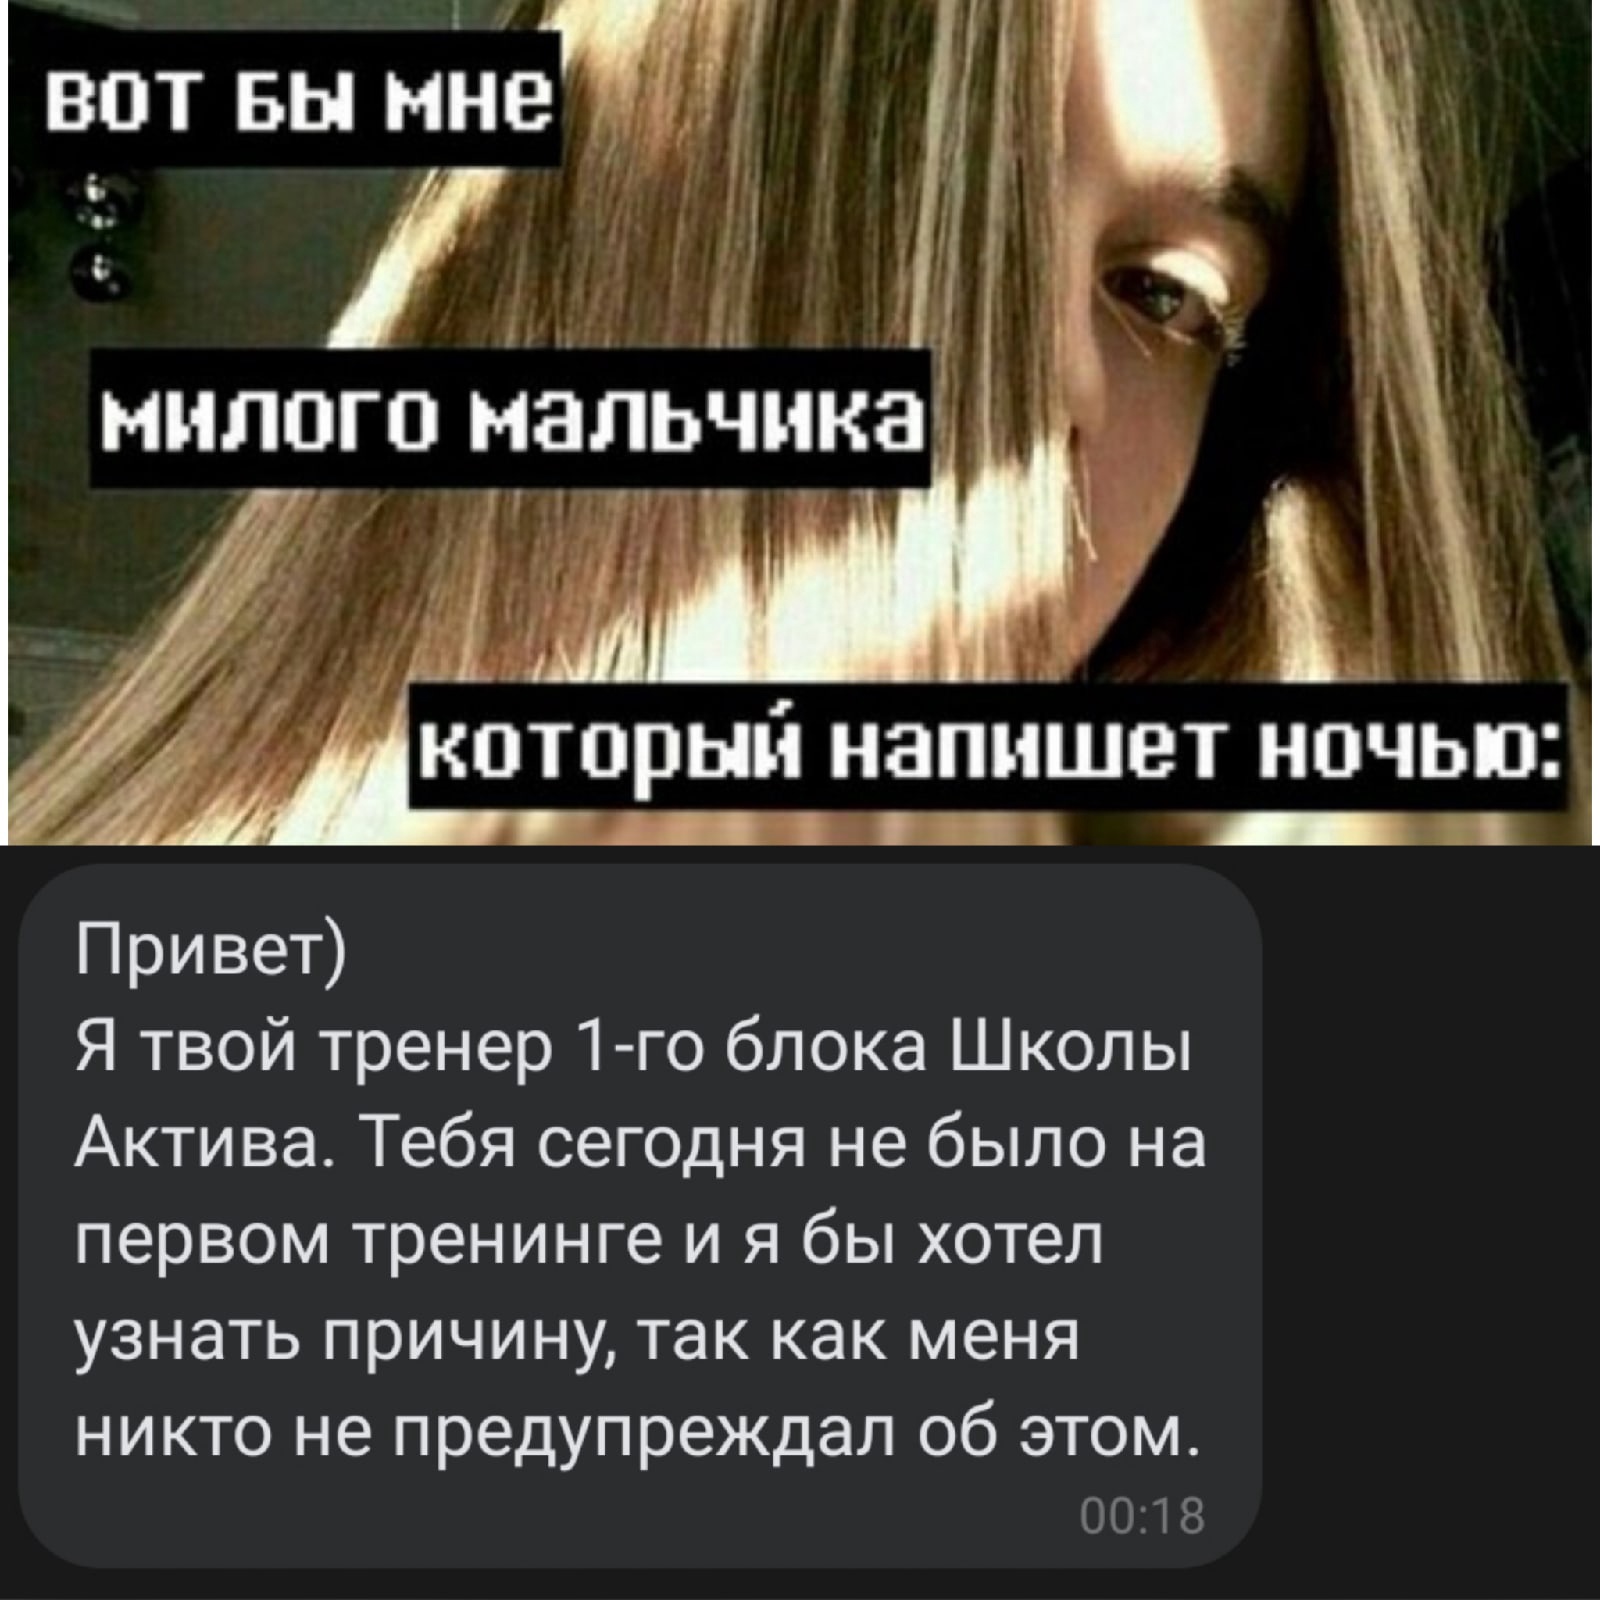 вот бы мне
милого мальчика
который напишет ночью:
Привет)
Я твой тренер 1-го блока Школы
Актива. Тебя сегодня не было на
первом тренинге и я бы хотел
узнать причину, так как меня
никто не предупреждал об этом.
00:18